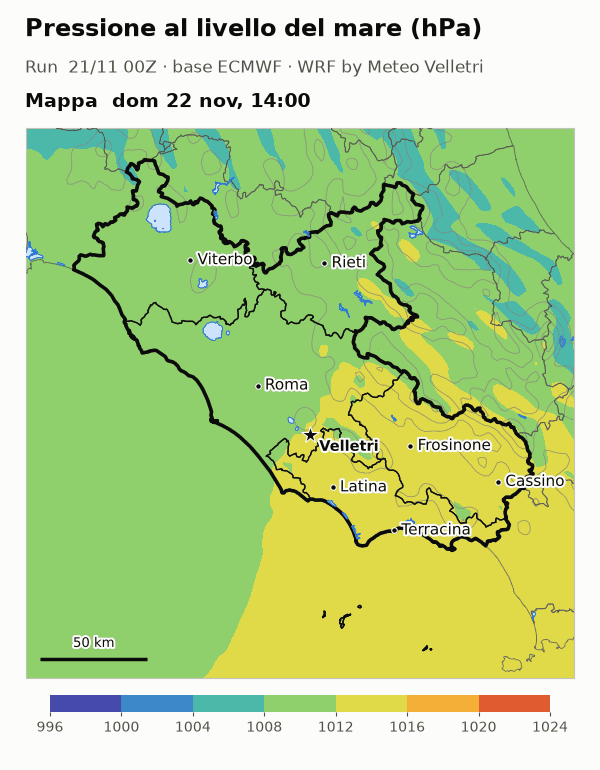 Pressione al livello del mare (hPa)
Run  21/11 00Z · base ECMWF · WRF by Meteo Velletri
Mappa  dom 22 nov, 14:00
Viterbo
Rieti
Roma
Velletri
Frosinone
Cassino
Latina
Terracina
50 km
996 1000 1004 1008 1012 1016 1020 1024